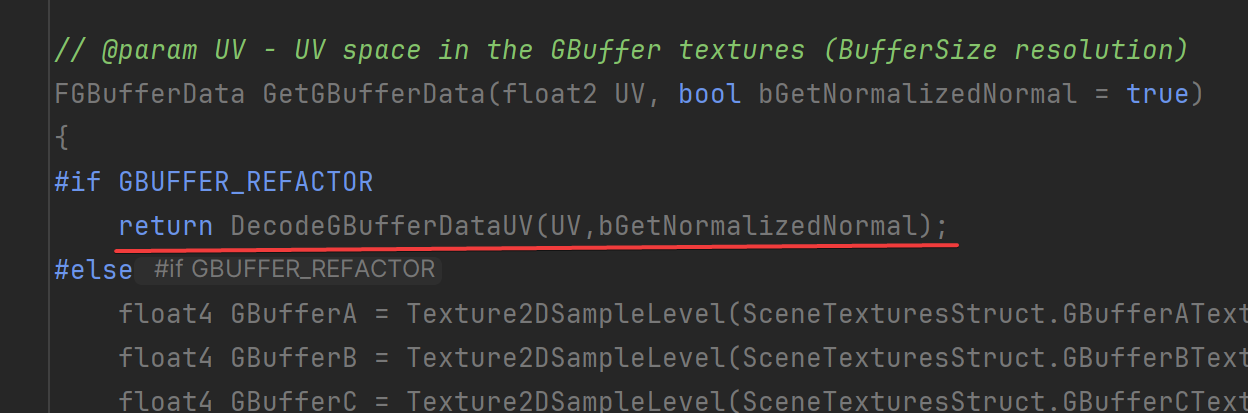 // @param UV - UV space in the GBuffer textures (BufferSize resolution)
FGBufferData GetGBufferData(float2 UV, bool bGetNormalizedNormal = true)
{
#if GBUFFER_REFACTOR
return DecodeGBufferDataUV(UV,bGetNormalizedNormal);
#else #if GBUFFER_REFACTOR
float4 GBufferA = Texture2DSampleLevel(SceneTexturesStruct.GBufferAText
float4 GBufferB = Texture2DSampleLevel(SceneTexturesStruct.GBufferBText
float4 GBufferC = Texture2DSampleLevel(SceneTexturesStruct.GBufferCText